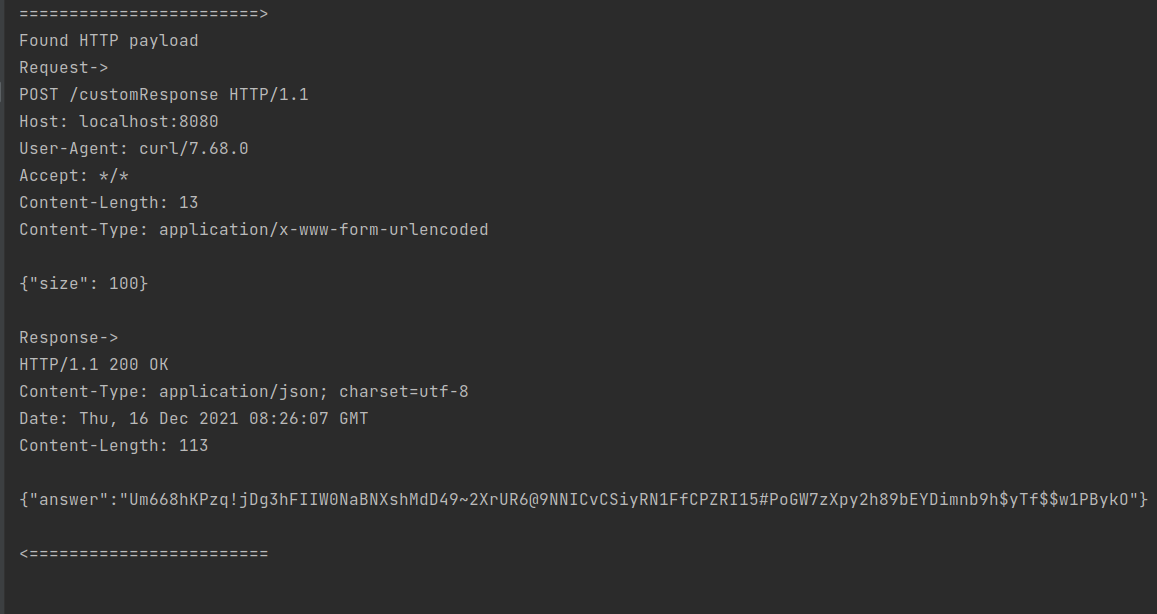 ========================>
Found HTTP payload
Request->
POST /customResponse HTTP/1.1
Host: localhost:8080
User-Agent: curl/7.68.0
Accept: */*
Content-Length: 13
Content-Type: application/x-www-form-urlencoded
{"size": 100}
Response->
HTTP/1.1 200 OK
Content-Type: application/json; charset=utf-8
Date: Thu, 16 Dec 2021 08:26:07 GMT
Content-Length: 113
{"answer":"Um668hKPzq!jDg3hFIIW0NaBNXshMdD49~2XrUR6@9NNICvCSiyRN1FfCPZRI15#PoGW7zXpy2h89bEYDimnb9h$yTf$$w1PBykO"}
<========================